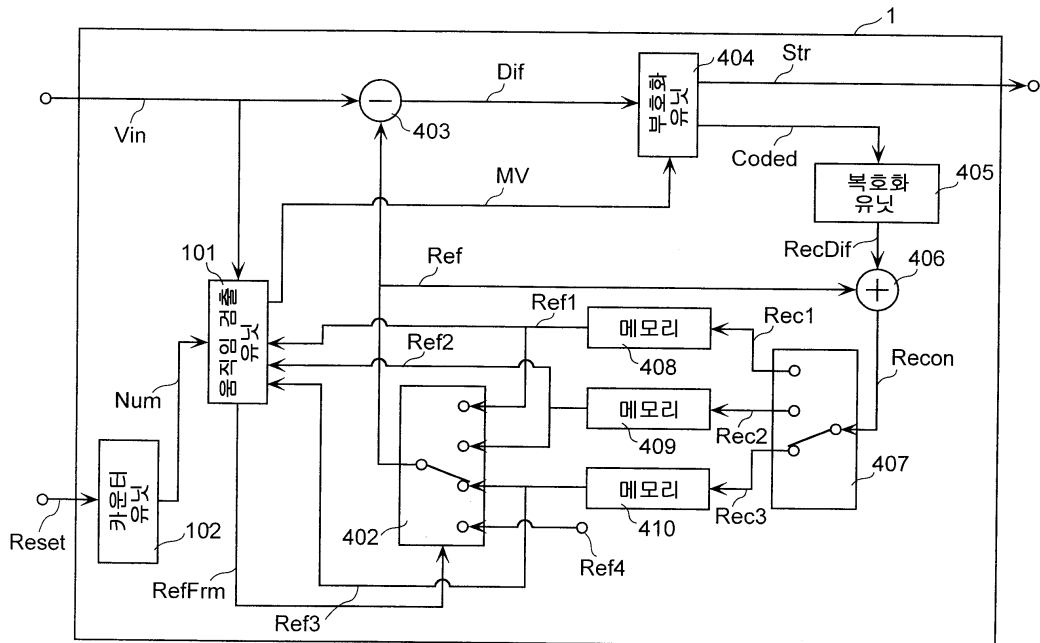 1
404
Str
Dif
부호화
유닛
Vin
403
Coded
MV
복호화
유닛
405
RecDif
101
Ref
406
움직임 검출
유닛
Ref1
메모리
Rec1
408
Ref2
Recon
Num
메모리
Rec2
409
407
카운터
유닛
메모리
Rec3
402
410
Reset
102
Ref4
RefFrm
Ref3